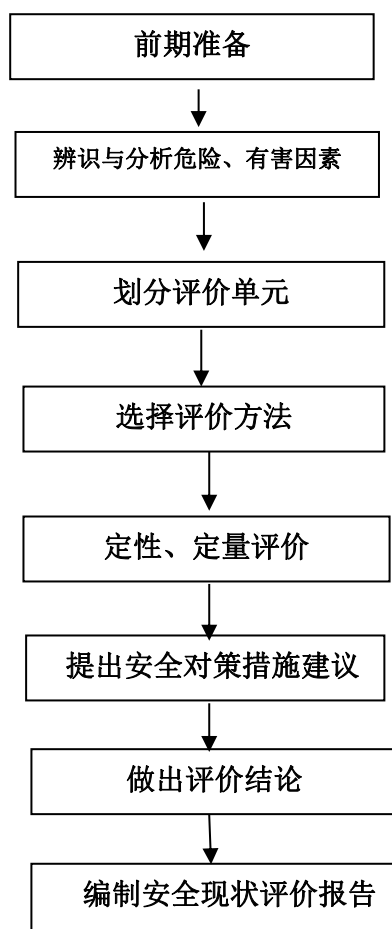 前期准备
辨识与分析危险、有害因素
划分评价单元
选择评价方法
定性、定量评价
提出安全对策措施建议
做出评价结论
编制安全现状评价报告